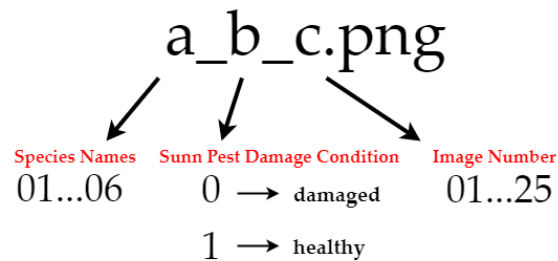 a_b_c.png
Species Names Sunn Pest Damage Condition Image Number
01...06 0 → damaged 01...25
1 → healthy